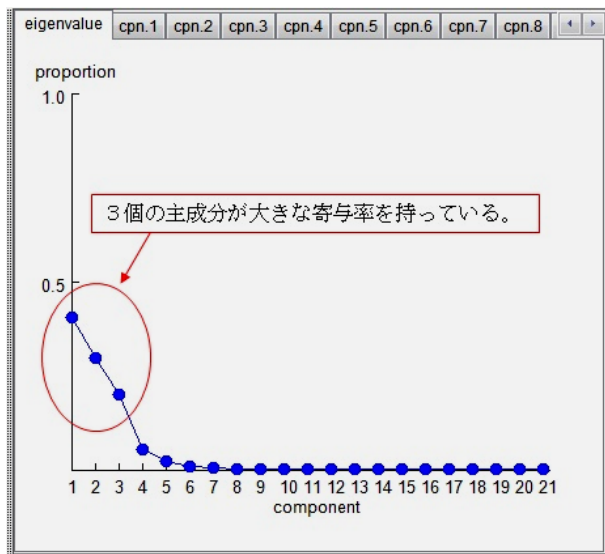 eigenvalue cpn.1 cpn.2 cpn.3 cpn.4 cpn.5 cpn.6 cpn.7 cpn.8
proportion
1.0
３個の主成分が大きな寄与率を持っている。
0.5
1 2 3 4 5 6 7 8 9 10 11 12 13 14 15 16 17 18 19 20 21
component